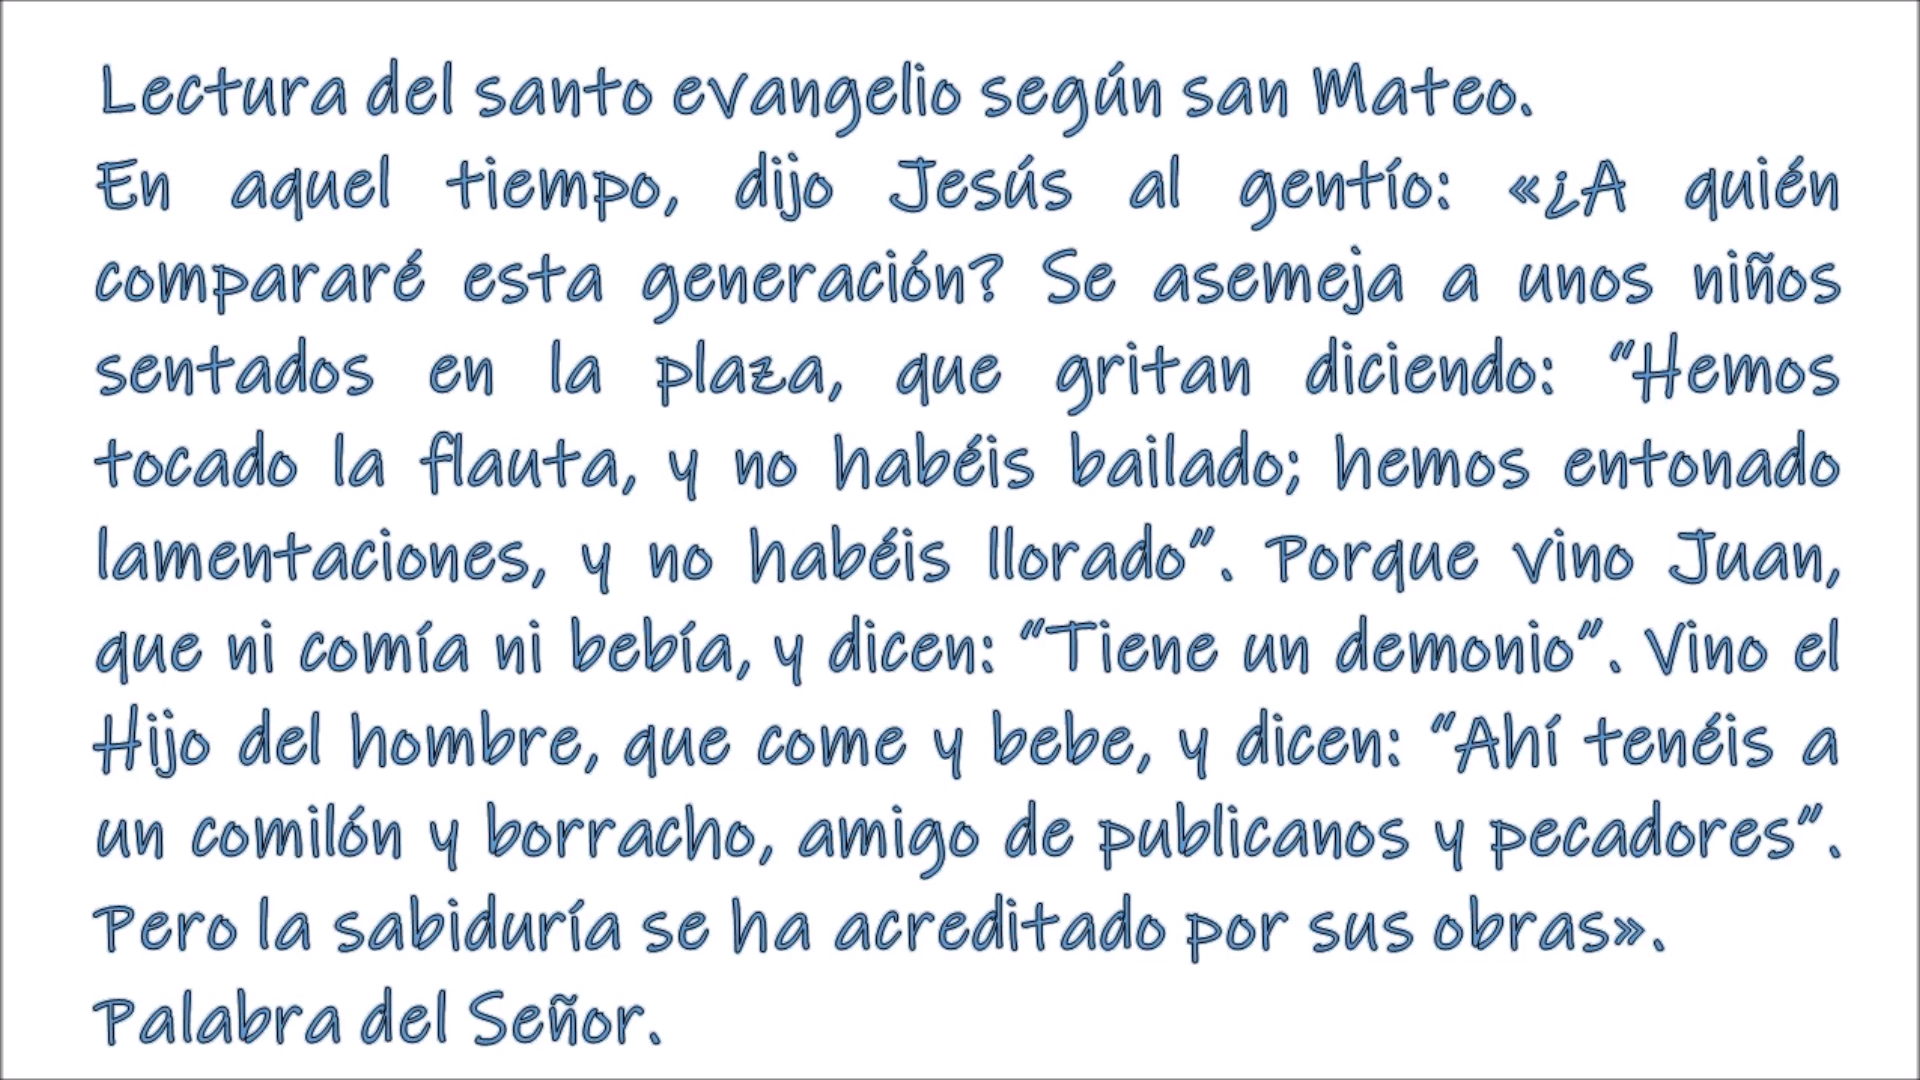 Lectura del santo evangelio según san Mateo.
En aquel tiempo, dijo Jesús al gentío: «¿A quién
compararé esta generación? Se asemeja a unos niños
sentados en la plaza, que gritan diciendo: “Hemos
tocado la flauta, y no habéis bailado; hemos entonado
lamentaciones, y no habéis llorado”. Porque vino Juan,
que ni comía ni bebía, y dicen: “Tiene un demonio”. Vino el
Hijo del hombre, que come y bebe, y dicen: “Ahí tenéis a
un comilón y borracho, amigo de publicanos y pecadores”.
Pero la sabiduría se ha acreditado por sus obras».
Palabra del Señor.